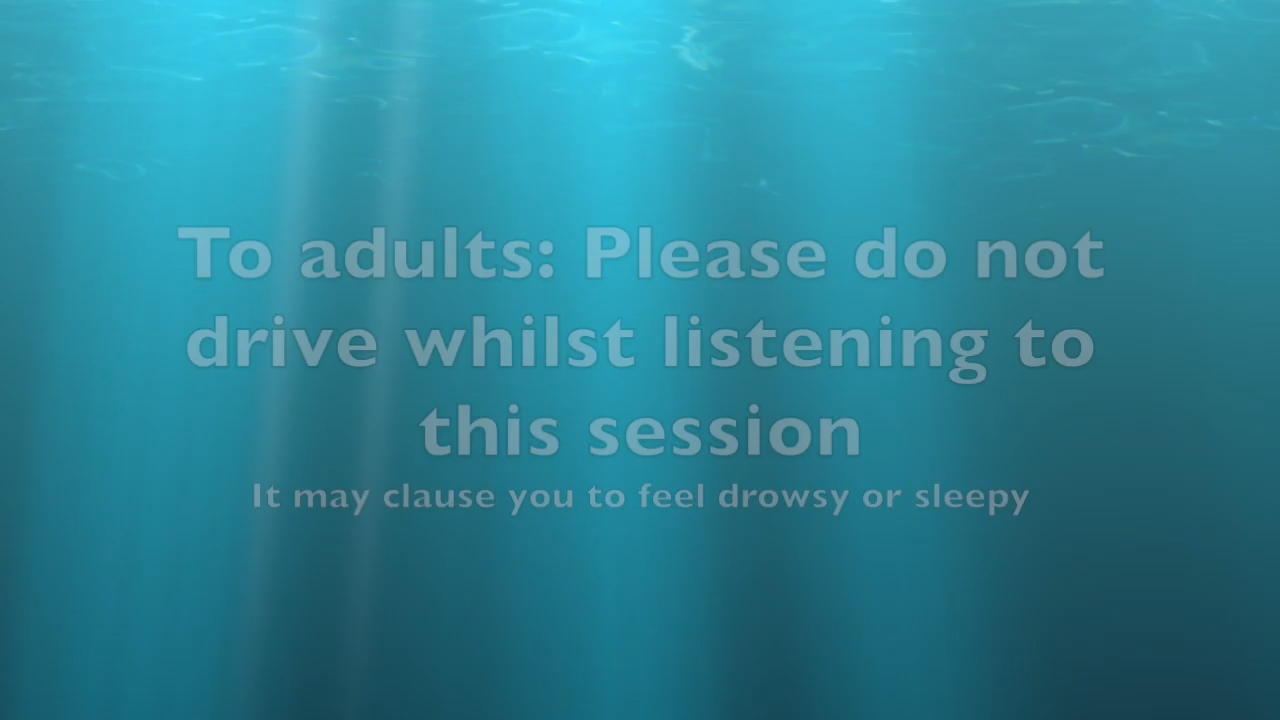 To adults: Please do not
drive whilst listening to
this session
It may clause you to feel drowsy or sleepy